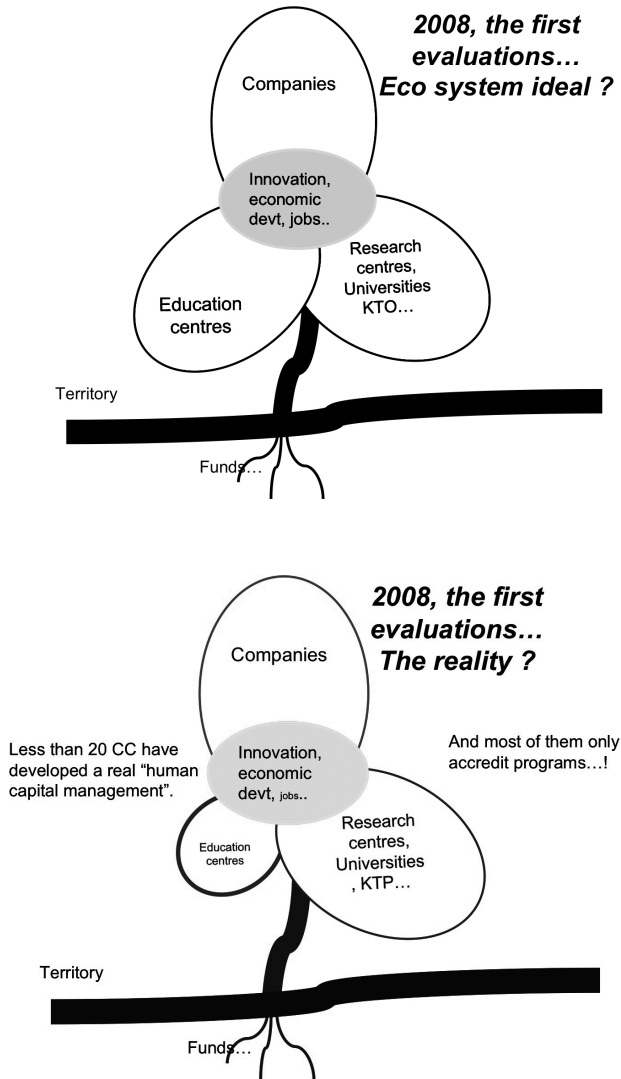 2008, the first
evaluations…
Eco system ideal ?
Companies
Innovation,
economic
devt, jobs..
Research
centres,
Universities
KTO…
Education
centres
Territory
Funds…
2008, the first
evaluations…
The reality ?
Companies
Less than 20 CC have
developed a real “human
capital management”.
Innovation,
economic
devt, jobs..
And most of them only
accredit programs…!
Research
centres,
Universities
, KTP…
Education
centres
Territory
Funds…